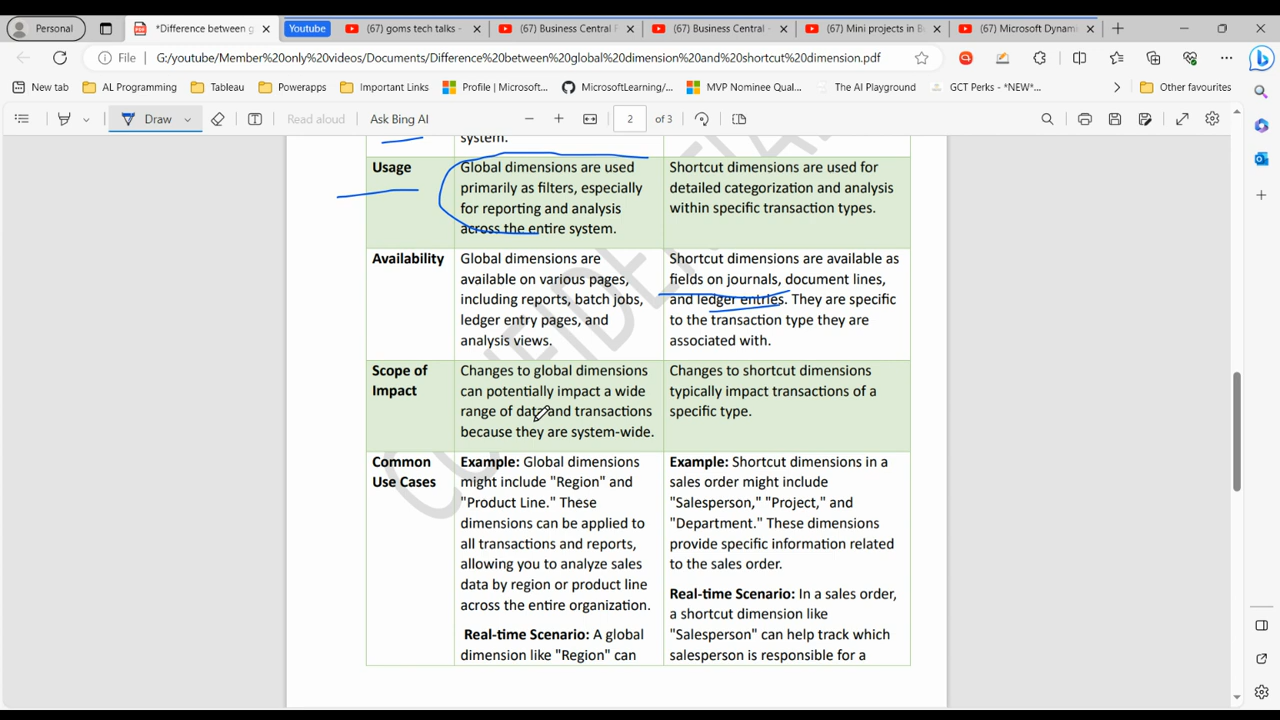 Personal
*Difference between g
Youtube
(67) goms tech talks -
(67) Business Central F
(67) Business Central -
(67) Mini projects in B
(67) Microsoft Dynam
File
G:/youtube/Member%20only%20videos/Documents/Difference%20between%20global%20dimension%20and%20shortcut%20dimension.pdf
New tab
AL Programming
Tableau
Powerapps
Important Links
Profile | Microsoft...
MicrosoftLearning/...
MVP Nominee Qual...
The AI Playground
GCT Perks - *NEW*...
Other favourites
Draw
Read aloud
Ask Bing AI
2
of 3
system.
Usage
Global dimensions are used
primarily as filters, especially
for reporting and analysis
across the entire system.
Shortcut dimensions are used for
detailed categorization and analysis
within specific transaction types.
Availability
Global dimensions are
available on various pages,
including reports, batch jobs,
ledger entry pages, and
analysis views.
Shortcut dimensions are available as
fields on journals, document lines,
and ledger entries. They are specific
to the transaction type they are
associated with.
Scope of
Impact
Changes to global dimensions
can potentially impact a wide
range of data and transactions
because they are system-wide.
Changes to shortcut dimensions
typically impact transactions of a
specific type.
Common
Use Cases
Example: Global dimensions
might include "Region" and
"Product Line." These
dimensions can be applied to
all transactions and reports,
allowing you to analyze sales
data by region or product line
across the entire organization.
Real-time Scenario: A global
dimension like "Region" can
Example: Shortcut dimensions in a
sales order might include
"Salesperson," "Project," and
"Department." These dimensions
provide specific information related
to the sales order.
Real-time Scenario: In a sales order,
a shortcut dimension like
"Salesperson" can help track which
salesperson is responsible for a